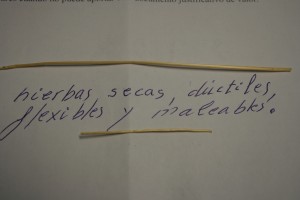 hierbas secas, dúctiles,
flexibles y maleables.